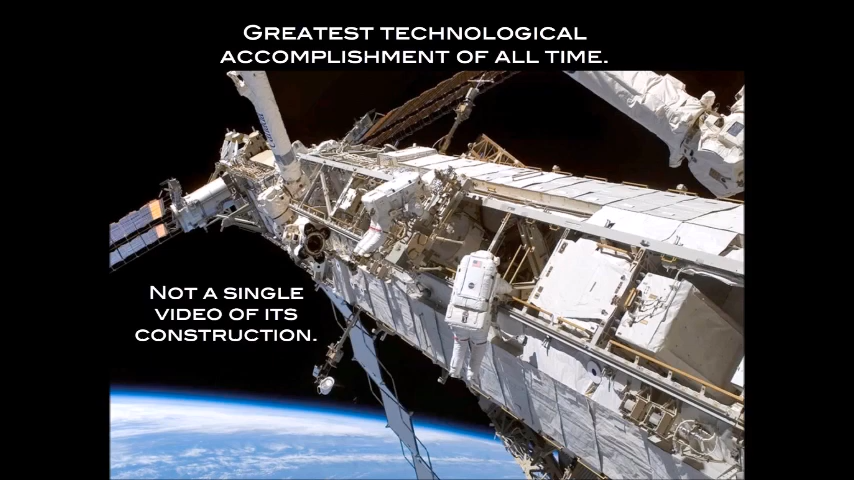 Greatest technological
accomplishment of all time.
Not a single
video of its
construction.